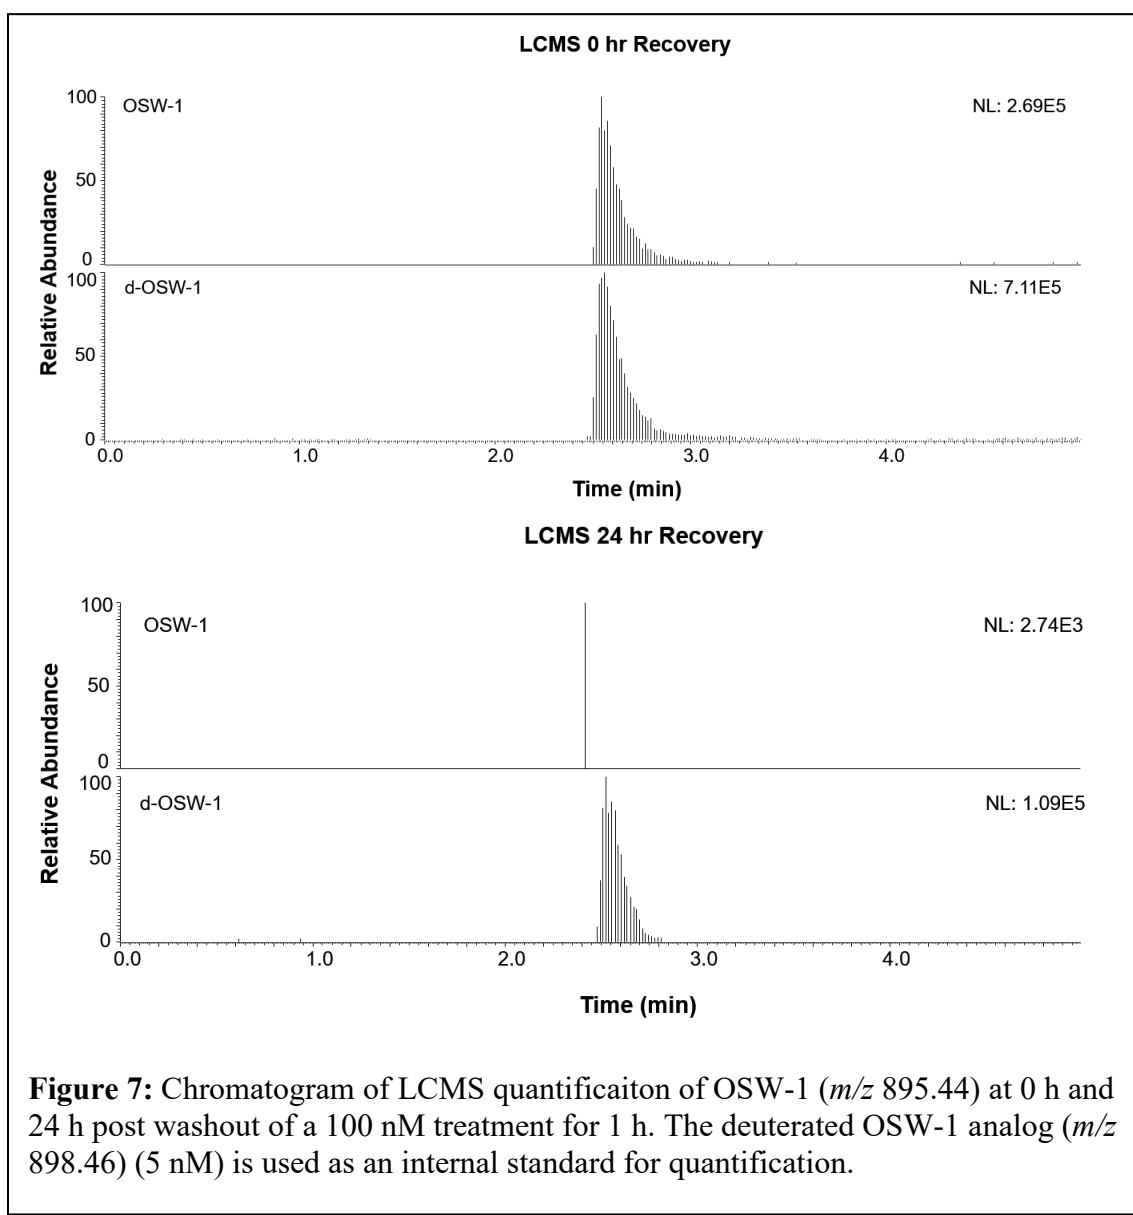 LCMS 0 hr Recovery
100
OSW-1
NL: 2.69E5
50
0
Relative Abundance
100
d-OSW-1
NL: 7.11E5
50
0
0.0 1.0 2.0 3.0 4.0
Time (min)
LCMS 24 hr Recovery
100
OSW-1
NL: 2.74E3
50
0
Relative Abundance
100
d-OSW-1
NL: 1.09E5
50
0
0.0 1.0 2.0 3.0 4.0
Time (min)
Figure 7: Chromatogram of LCMS quantificaiton of OSW-1 (m/z 895.44) at 0 h and
24 h post washout of a 100 nM treatment for 1 h. The deuterated OSW-1 analog (m/z
898.46) (5 nM) is used as an internal standard for quantification.